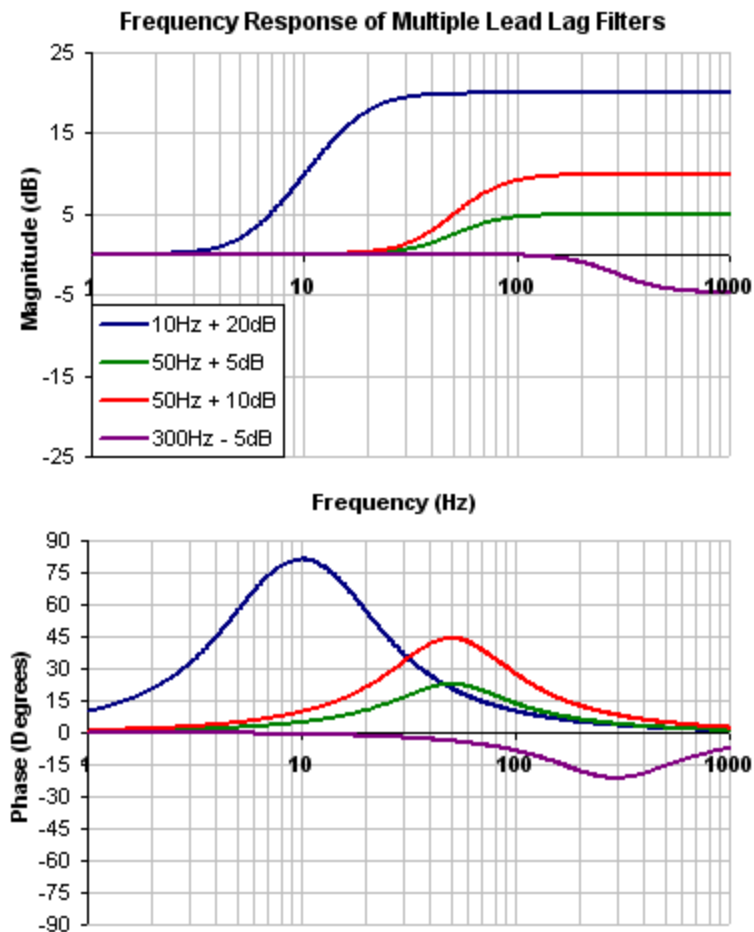 Frequency Response of Multiple Lead Lag Filters
25
15
5
-5
-15
-25
Magnitude (dB)
1 10 100 1000
10Hz + 20dB
50Hz + 5dB
50Hz + 10dB
300Hz - 5dB
Frequency (Hz)
90
75
60
45
30
15
0
-15
-30
-45
-60
-75
-90
Phase (Degrees)
1 10 100 1000